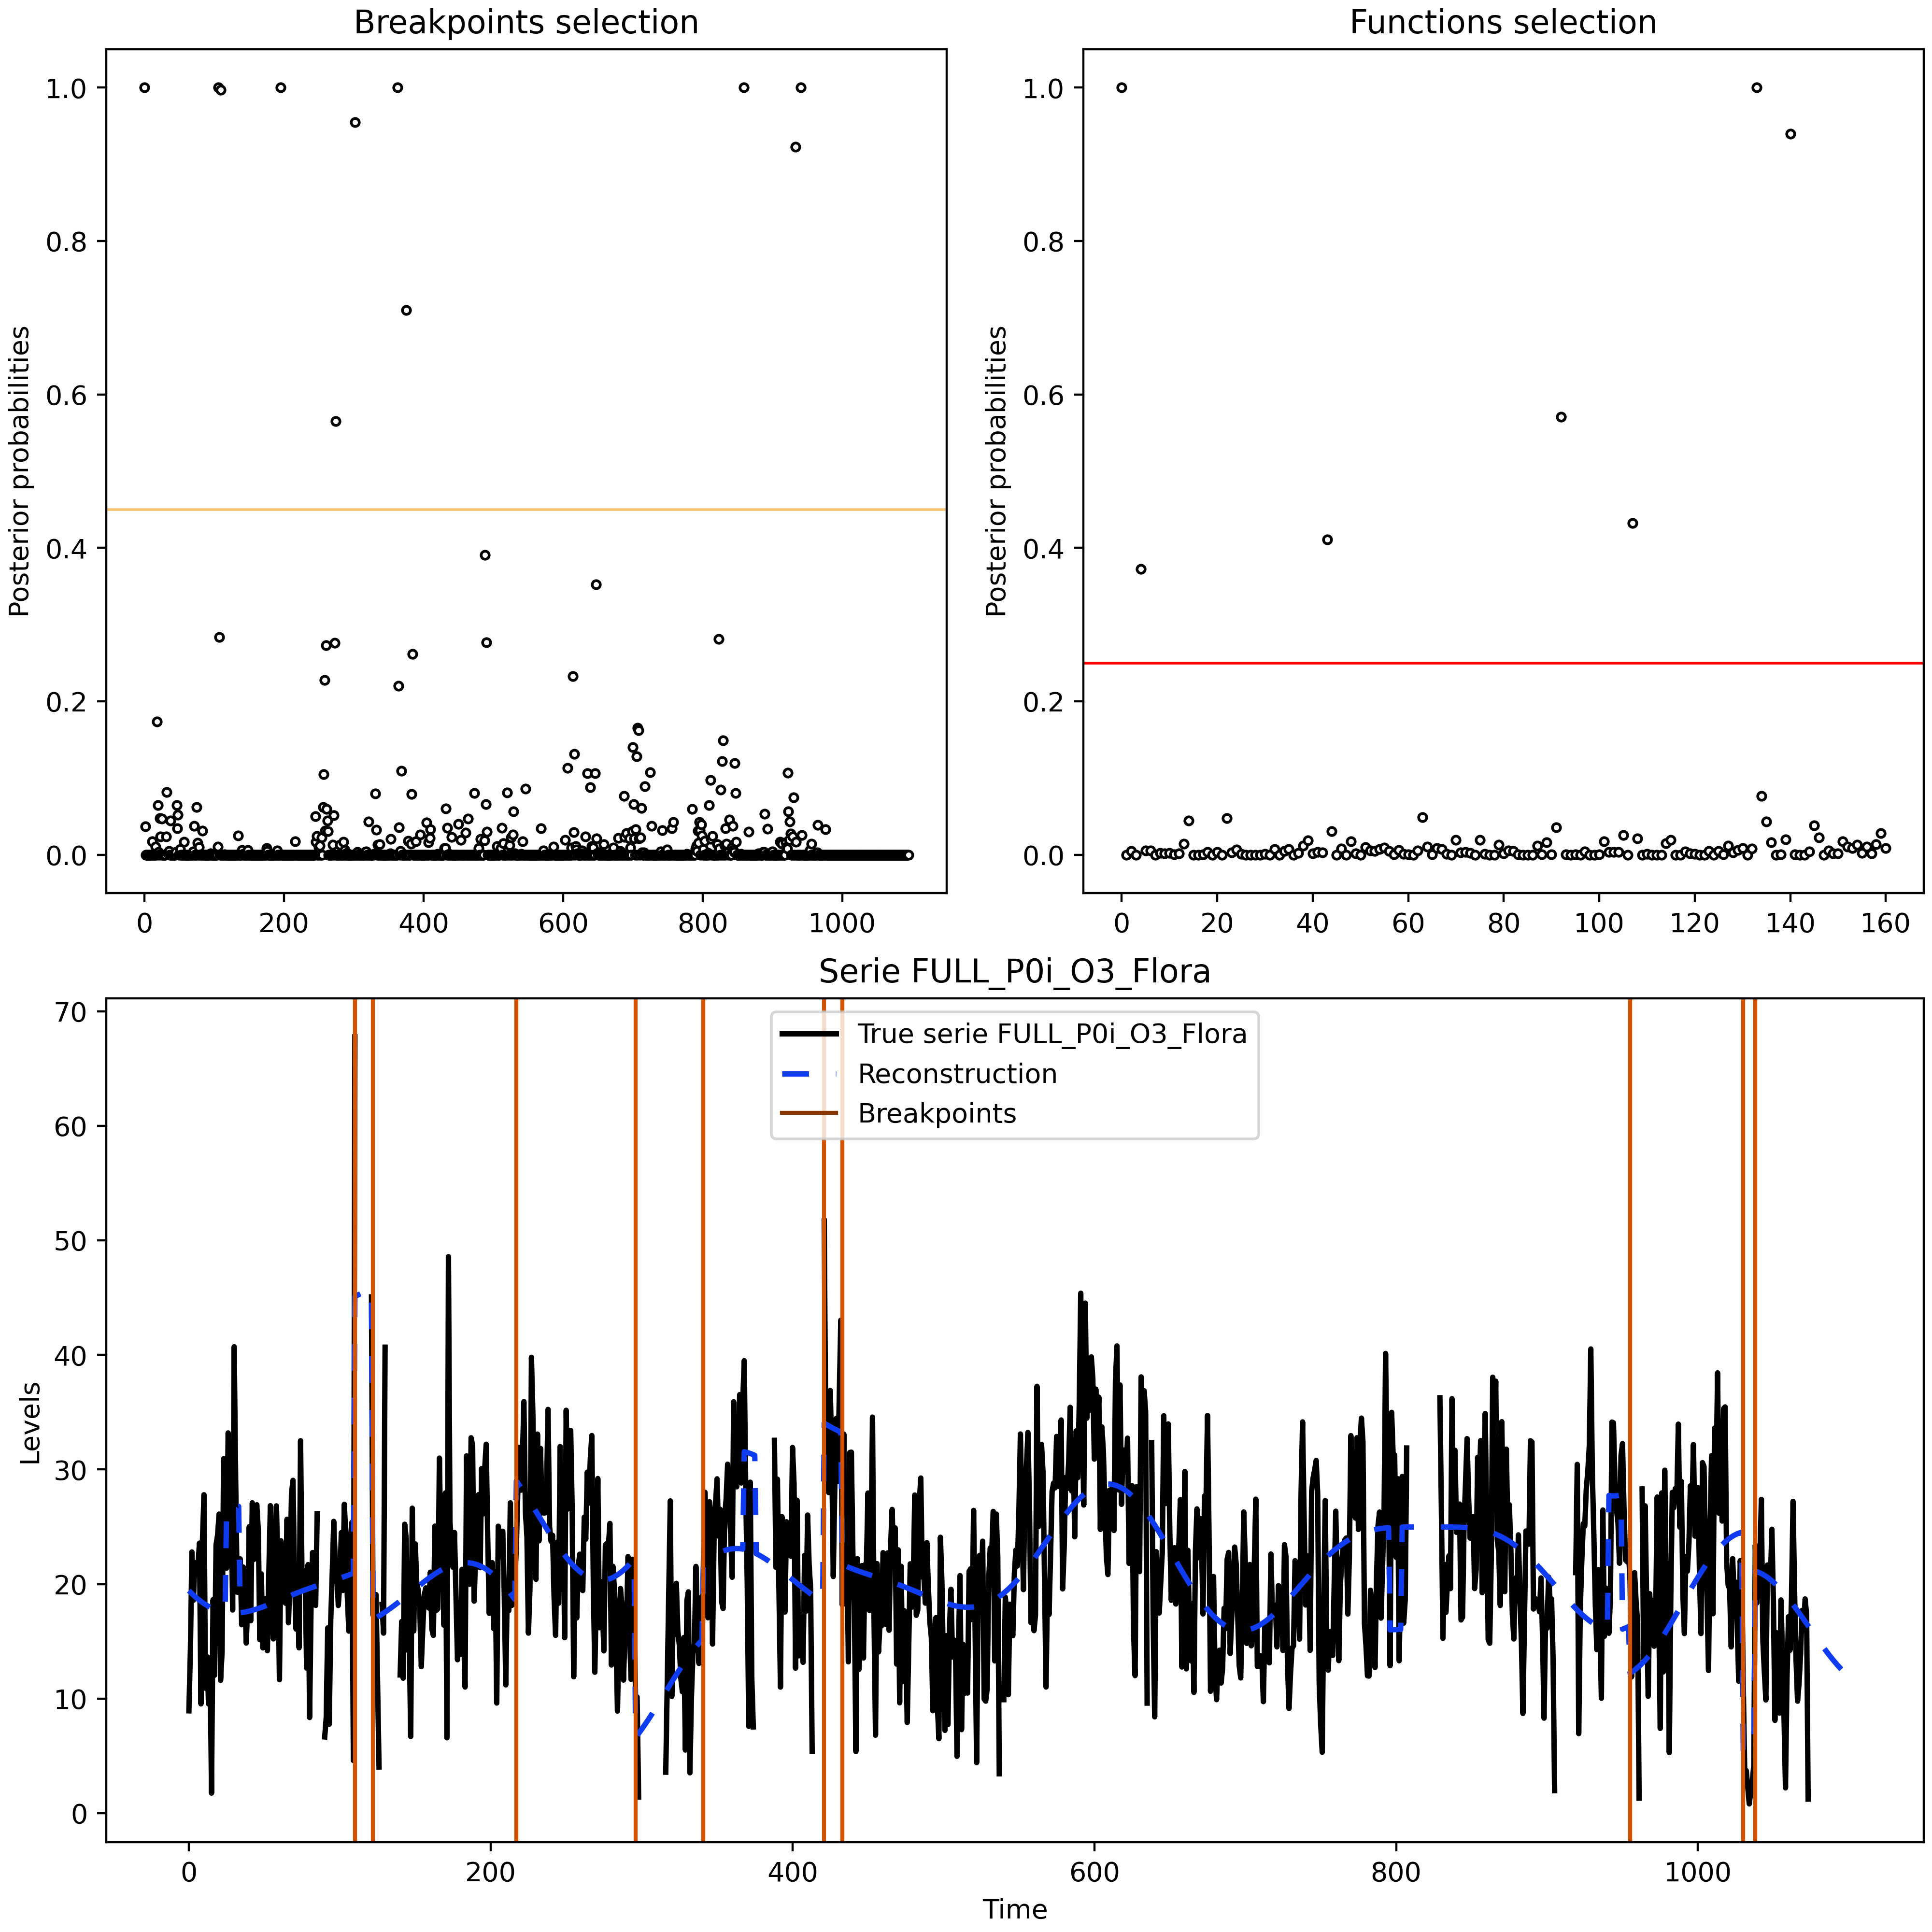 Breakpoints selection
Functions selection
Posterior probabilities
1.0
0.8
0.6
0.4
0.2
0.0
0 200 400 600 800 1000
Posterior probabilities
1.0
0.8
0.6
0.4
0.2
0.0
0 20 40 60 80 100 120 140 160
Serie FULL_P0i_O3_Flora
Levels
70
60
50
40
30
20
10
0
True serie FULL_P0i_O3_Flora
Reconstruction
Breakpoints
0 200 400 600 800 1000
Time